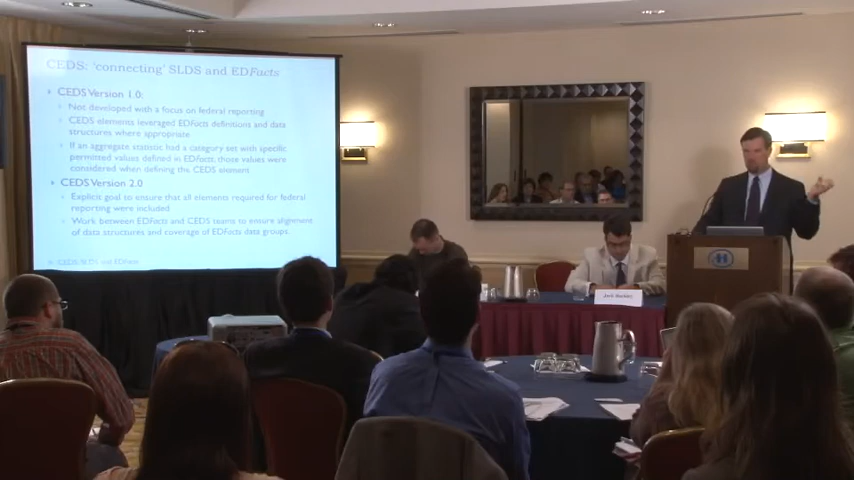 CEDS: 'connecting' SLDS and EDFacts
CEDS Version 1.0:
Not developed with a focus on federal reporting
CEDS elements leveraged EDFacts definitions and data
structures where appropriate
If an aggregate statistic had a category set with specific
permitted values defined in EDFacts, those values were
considered when defining the CEDS element
CEDS Version 2.0
Explicit goal to ensure that all elements required for federal
reporting were included
Work between EDFacts and CEDS teams to ensure alignment
of data structures and coverage of EDFacts data groups.
CEDS, SLDS and EDFacts